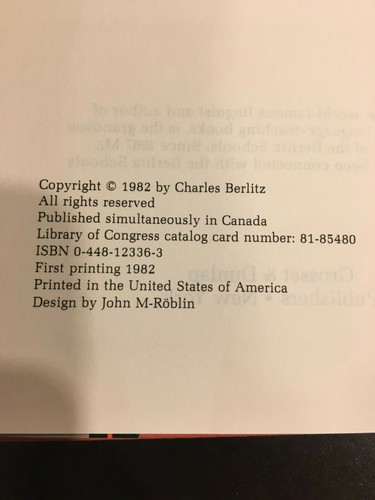 Copyright © 1982 by Charles Berlitz
All rights reserved
Published simultaneously in Canada
Library of Congress catalog card number: 81-85480
ISBN 0-448-12336-3
First printing 1982
Printed in the United States of America
Design by John M-Röblin